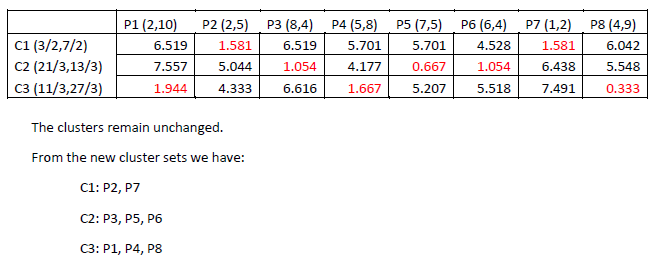 P1 (2,10) P2 (2,5) P3 (8,4) P4 (5,8) P5 (7,5) P6 (6,4) P7 (1,2) P8 (4,9)
C1 (3/2,7/2) 6.519 1.581 6.519 5.701 5.701 4.528 1.581 6.042
C2 (21/3,13/3) 7.557 5.044 1.054 4.177 0.667 1.054 6.438 5.548
C3 (11/3,27/3) 1.944 4.333 6.616 1.667 5.207 5.518 7.491 0.333
The clusters remain unchanged.
From the new cluster sets we have:
C1: P2, P7
C2: P3, P5, P6
C3: P1, P4, P8